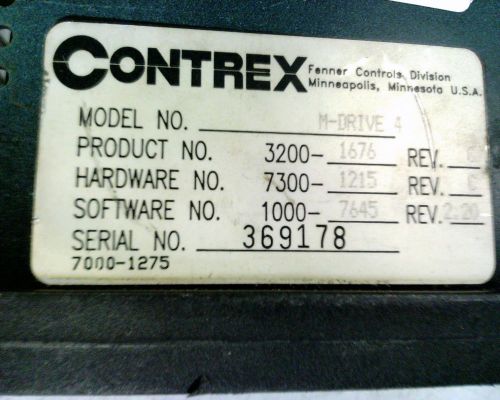 CONTREX
Fenner Controls Division
Minneapolis, Minnesota U.S.A.
MODEL NO. M-DRIVE 4
PRODUCT NO. 3200-1676 REV.
HARDWARE NO. 7300-1215 REV. C
SOFTWARE NO. 1000-7645 REV. 2.20
SERIAL NO. 369178
7000-1275